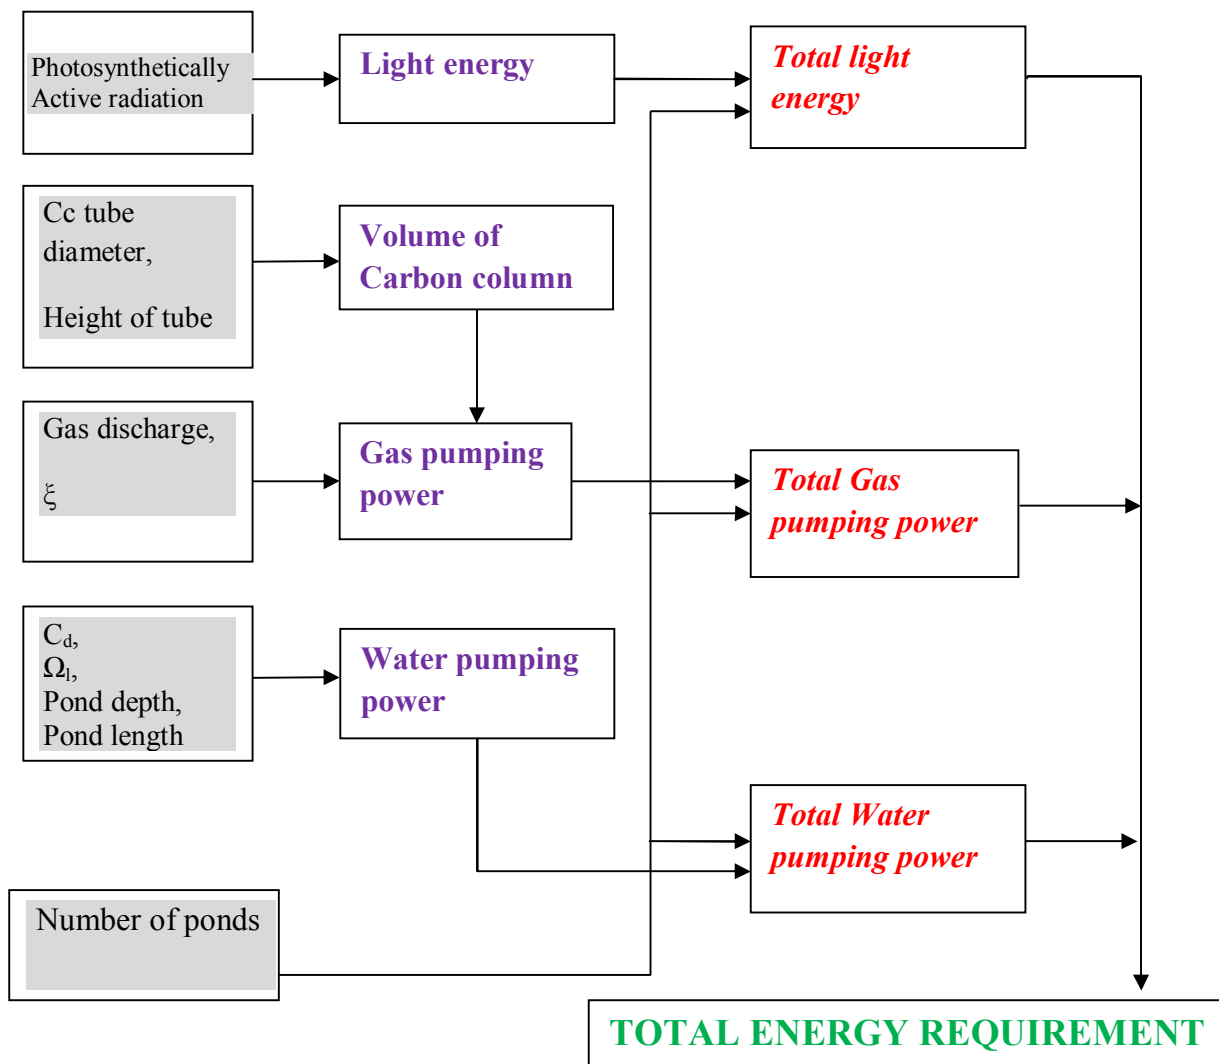 Photosynthetically
Active radiation
Light energy
Total light
energy
Cc tube
diameter,
Height of tube
Volume of
Carbon column
Gas discharge,
ξ
Gas pumping
power
Total Gas
pumping power
C_d,
Ω_l,
Pond depth,
Pond length
Water pumping
power
Total Water
pumping power
Number of ponds
TOTAL ENERGY REQUIREMENT